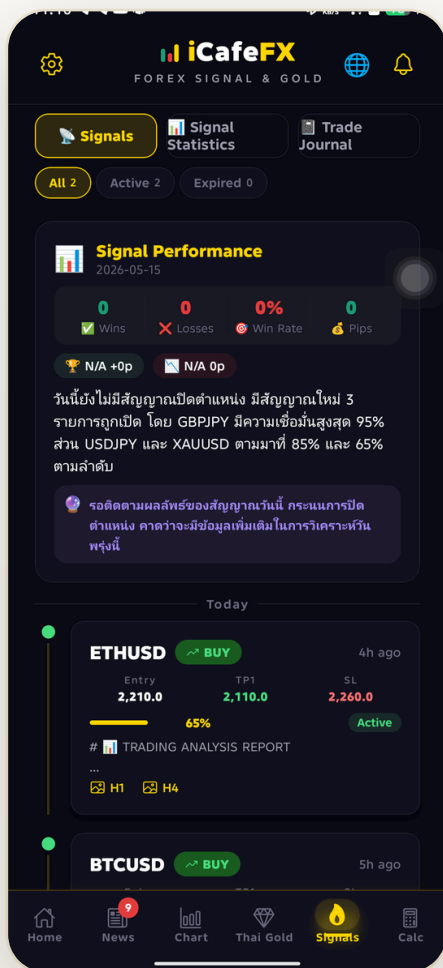 iCafeFX
FOREX SIGNAL & GOLD
Signals
Signal
Statistics
Trade
Journal
All 2
Active 2
Expired 0
Signal Performance
2026-05-15
0
0
0%
0
Wins
Losses
Win Rate
Pips
N/A +0p
N/A 0p
วันนี้ยังไม่มีสัญญาณปิดตำแหน่ง มีสัญญาณใหม่ 3
รายการถูกเปิด โดย GBPJPY มีความเชื่อมั่นสูงสุด 95%
ส่วน USDJPY และ XAUUSD ตามมาที่ 85% และ 65%
ตามลำดับ
รอติดตามผลลัพธ์ของสัญญาณวันนี้ กระนนการปิด
ตำแหน่ง คาดว่าจะมีข้อมูลเพิ่มเติมในการวิเคราะห์วัน
พรุ่งนี้
Today
ETHUSD
BUY
4h ago
Entry
TP1
SL
2,210.0
2,110.0
2,260.0
65%
Active
# TRADING ANALYSIS REPORT
...
H1
H4
BTCUSD
BUY
5h ago
9
Home
News
Chart
Thai Gold
Signals
Calc